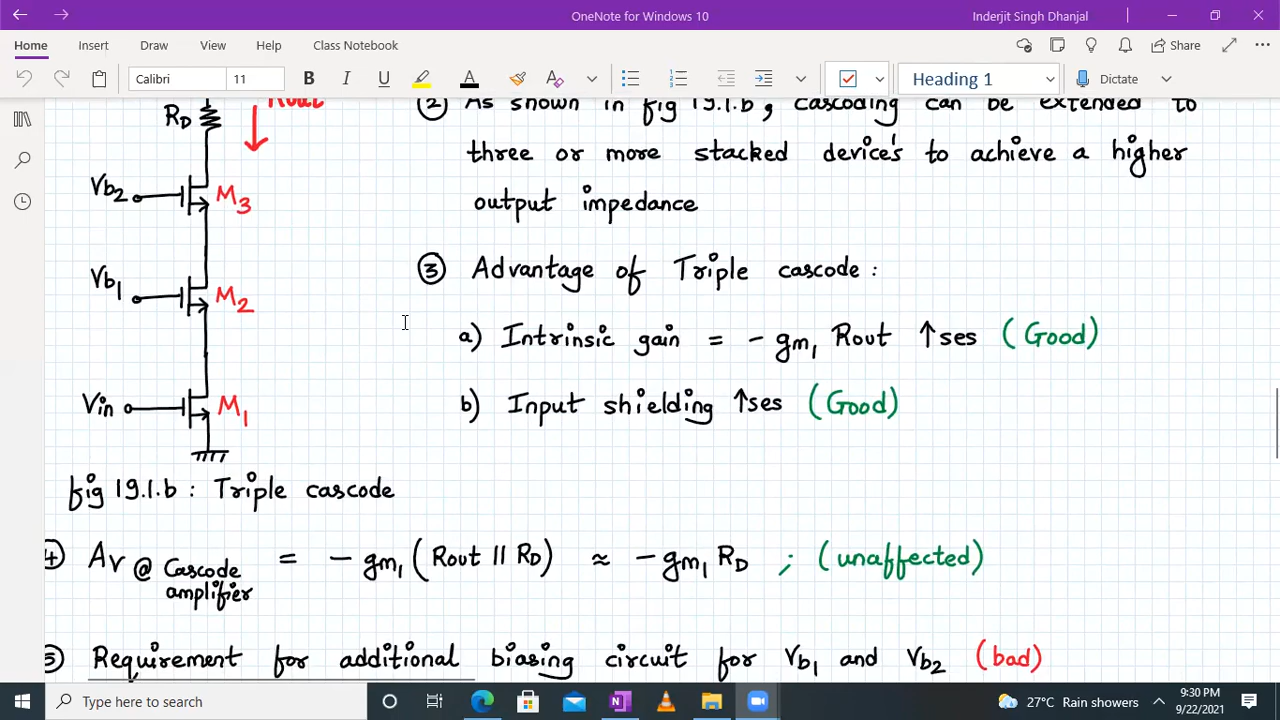 OneNote for Windows 10
Inderjit Singh Dhanjal
Home Insert Draw View Help Class Notebook
Share
Calibri 11 B I U A A Heading 1 Dictate
Rout
RD
Vb2 M3
Vb1 M2
Vin M1
fig 19.1.b : Triple cascode
② As shown in fig 19.1.b, cascoding can be extended to
three or more stacked device's to achieve a higher
output impedance
③ Advantage of Triple cascode :
a) Intrinsic gain = - gm1 Rout ↑ses (Good)
b) Input shielding ↑ses (Good)
④ Av @ Cascode amplifier = - gm1 ( Rout || RD ) ≈ - gm1 RD ; (unaffected)
⑤ Requirement for additional biasing circuit for Vb1 and Vb2 (bad)
Type here to search
27°C Rain showers
9:30 PM
9/22/2021